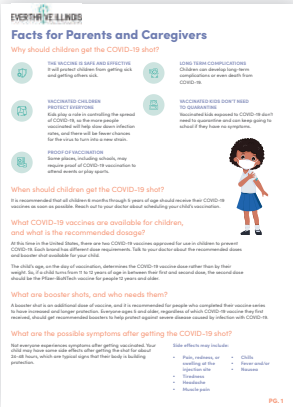 EVERTHRIVE ILLINOIS
Facts for Parents and Caregivers
Why should children get the COVID-19 shot?
THE VACCINE IS SAFE AND EFFECTIVE
It will protect children from getting sick
and getting others sick.
LONG TERM COMPLICATIONS
Children can develop long-term
complications or even death from
COVID-19.
VACCINATED CHILDREN
PROTECT EVERYONE
Kids play a role in controlling the spread
of COVID-19, so the more people
vaccinated will help slow down infection
rates, and there will be fewer chances
for the virus to turn into a new strain.
VACCINATED KIDS DON'T NEED
TO QUARANTINE
Vaccinated kids exposed to COVID-19 don't
need to quarantine and can keep going to
school if they have no symptoms.
PROOF OF VACCINATION
Some places, including schools, may
require proof of COVID-19 vaccination to
attend events or play sports.
When should children get the COVID-19 shot?
It is recommended that all children 6 months through 5 years of age should receive their COVID-19
vaccines as soon as possible. Reach out to your doctor about scheduling your child's vaccination.
What COVID-19 vaccines are available for children,
and what is the recommended dosage?
At this time in the United States, there are two COVID-19 vaccines approved for use in children to prevent
COVID-19. Each brand has different dose requirements. Talk to your doctor about the recommended doses
and booster shot available for your child.
The child's age, on the day of vaccination, determines the COVID-19 vaccine dose rather than by their
weight. So, if a child turns from 11 to 12 years of age in between their first and second dose, the second dose
should be the Pfizer-BioNTech vaccine for people 12 years and older.
What are booster shots, and who needs them?
A booster shot is an additional dose of vaccine, and it is recommended for people who completed their vaccine series
to have increased and longer protection. Everyone ages 5 and older, regardless of which COVID-19 vaccine they first
received, should get recommended boosters to help protect against severe disease caused by infection with COVID-19.
What are the possible symptoms after getting the COVID-19 shot?
Not everyone experiences symptoms after getting vaccinated. Your
child may have some side effects after getting the shot for about
24-48 hours, which are typical signs that their body is building
protection.
Side effects may include:
• Pain, redness, or
swelling at the
injection site
• Tiredness
• Headache
• Muscle pain
• Chills
• Fever and/or
• Nausea
PG. 1